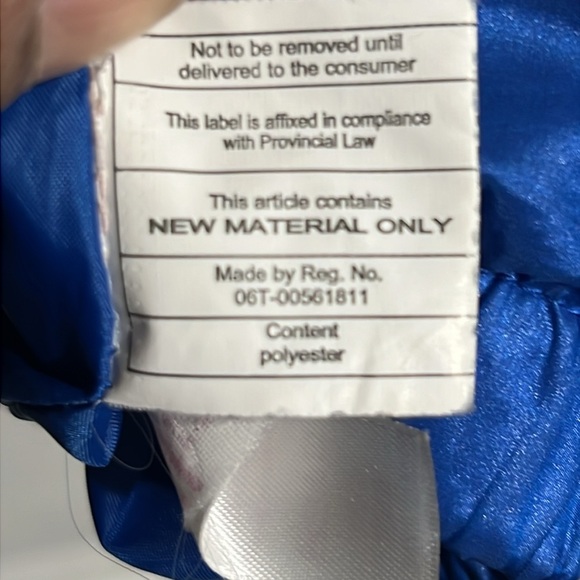 Not to be removed until
delivered to the consumer
This label is affixed in compliance
with Provincial Law
This article contains
NEW MATERIAL ONLY
Made by Reg. No.
06T-00561811
Content
polyester